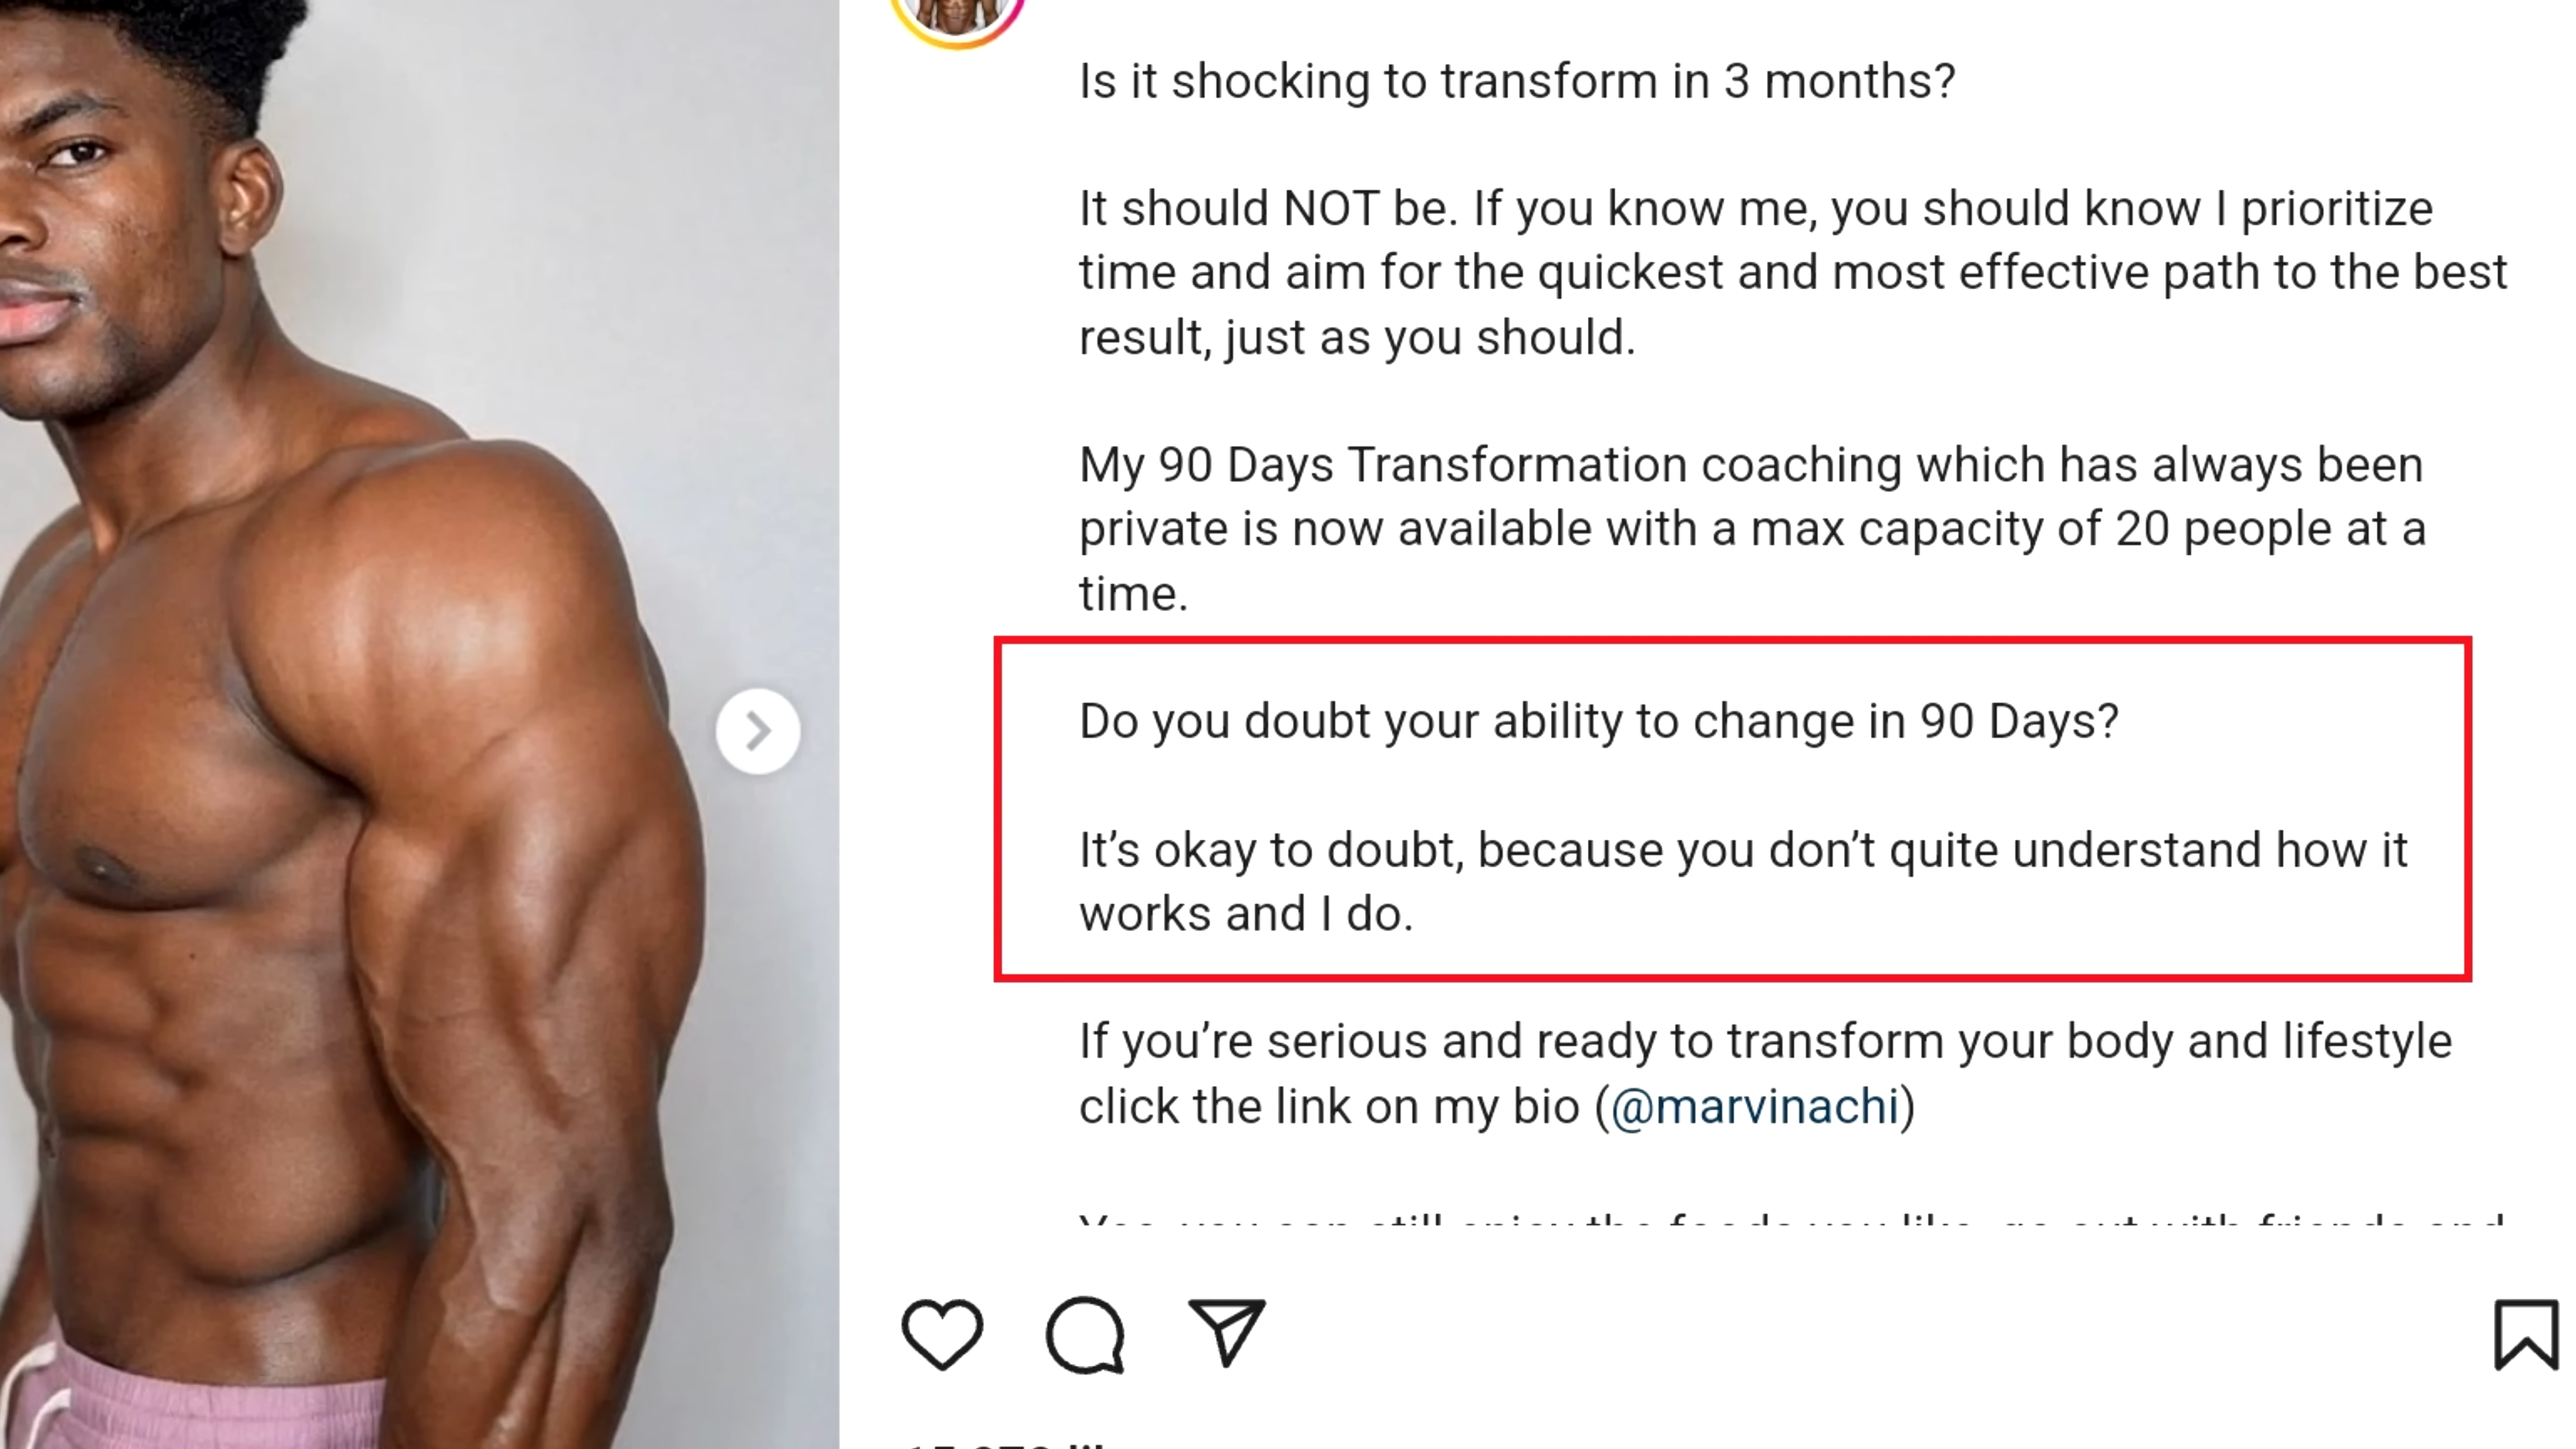 Is it shocking to transform in 3 months?
It should NOT be. If you know me, you should know I prioritize
time and aim for the quickest and most effective path to the best
result, just as you should.
My 90 Days Transformation coaching which has always been
private is now available with a max capacity of 20 people at a
time.
Do you doubt your ability to change in 90 Days?
It’s okay to doubt, because you don’t quite understand how it
works and I do.
If you’re serious and ready to transform your body and lifestyle
click the link on my bio (@marvinachi)